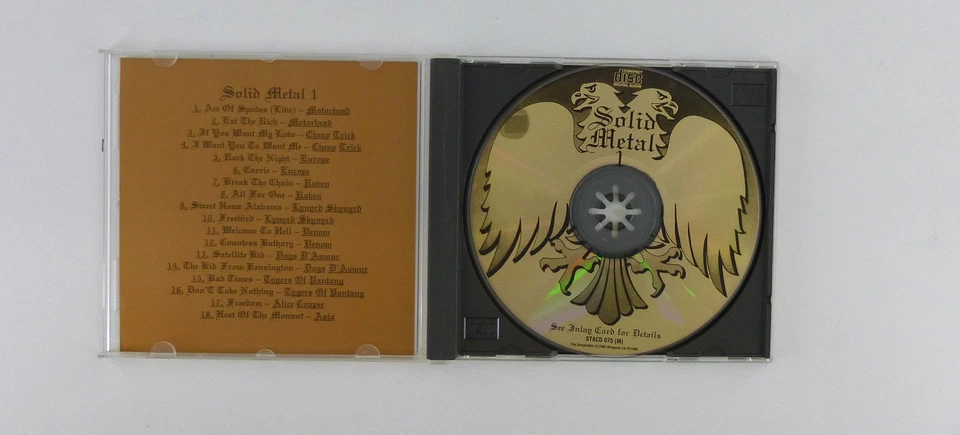 Solid Metal 1
1. Ace Of Spades (Live) – Motorhead
2. Eat The Rich – Motorhead
3. If You Want My Love – Cheap Trick
4. I Want You To Want Me – Cheap Trick
5. Rock The Night – Europe
6. Carrie – Europe
7. Break The Chain – Raven
8. All For One – Raven
9. Sweet Home Alabama – Lynyrd Skynyrd
10. Freebird – Lynyrd Skynyrd
11. Welcome To Hell – Venom
12. Countess Bathory – Venom
13. Satellite Kid – Dogs D'Amour
14. The Kid From Kensington – Dogs D'Amour
15. Bad Times – Tygers Of Pantang
16. Don'T Take Nothing – Tygers Of Pantang
17. Freedom – Alice Cooper
18. Heat Of The Moment – Asia
disc
Solid
Metal
1
See Inlay Card for Details
STACD 075 (M)